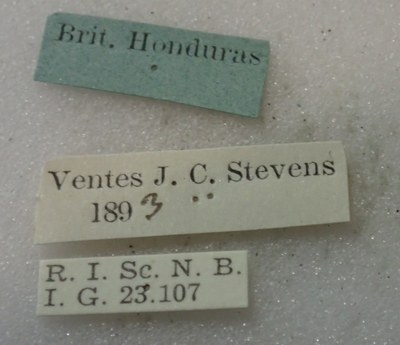 Brit. Honduras
Ventes J. C. Stevens
1893
R. I. Sc. N. B.
I. G. 23.107